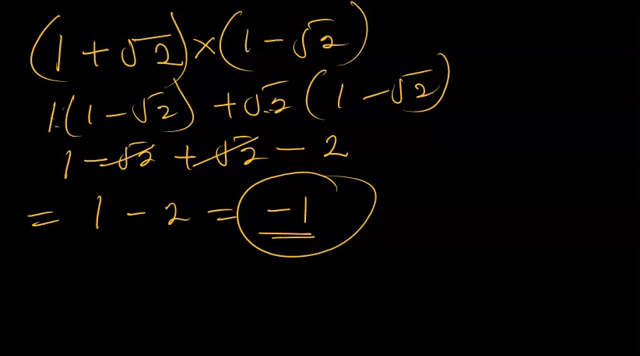 (1 + √2) × (1 - √2)
1.(1 - √2) + √2 (1 - √2)
1 - √2 + √2 - 2
= 1 - 2 = -1